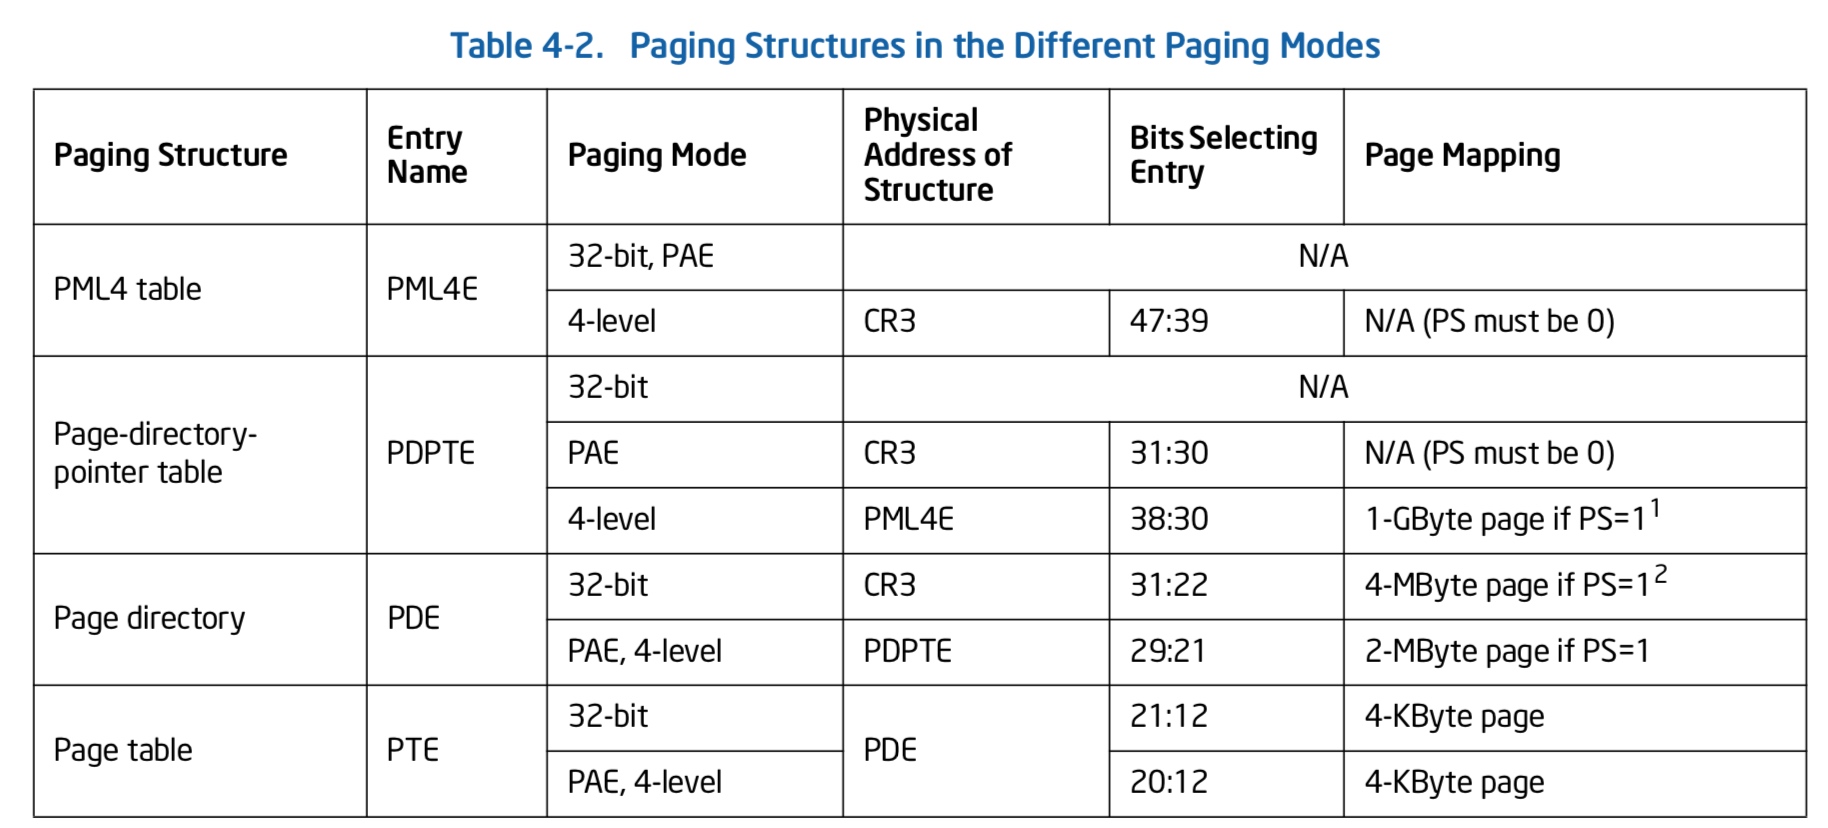 Table 4-2. Paging Structures in the Different Paging Modes
Paging Structure
Entry
Name
Paging Mode
Physical
Address of
Structure
Bits Selecting
Entry
Page Mapping
PML4 table
PML4E
32-bit, PAE
N/A
4-level
CR3
47:39
N/A (PS must be 0)
Page-directory-
pointer table
PDPTE
32-bit
N/A
PAE
CR3
31:30
N/A (PS must be 0)
4-level
PML4E
38:30
1-GByte page if PS=1¹
Page directory
PDE
32-bit
CR3
31:22
4-MByte page if PS=1²
PAE, 4-level
PDPTE
29:21
2-MByte page if PS=1
Page table
PTE
32-bit
PDE
21:12
4-KByte page
PAE, 4-level
20:12
4-KByte page